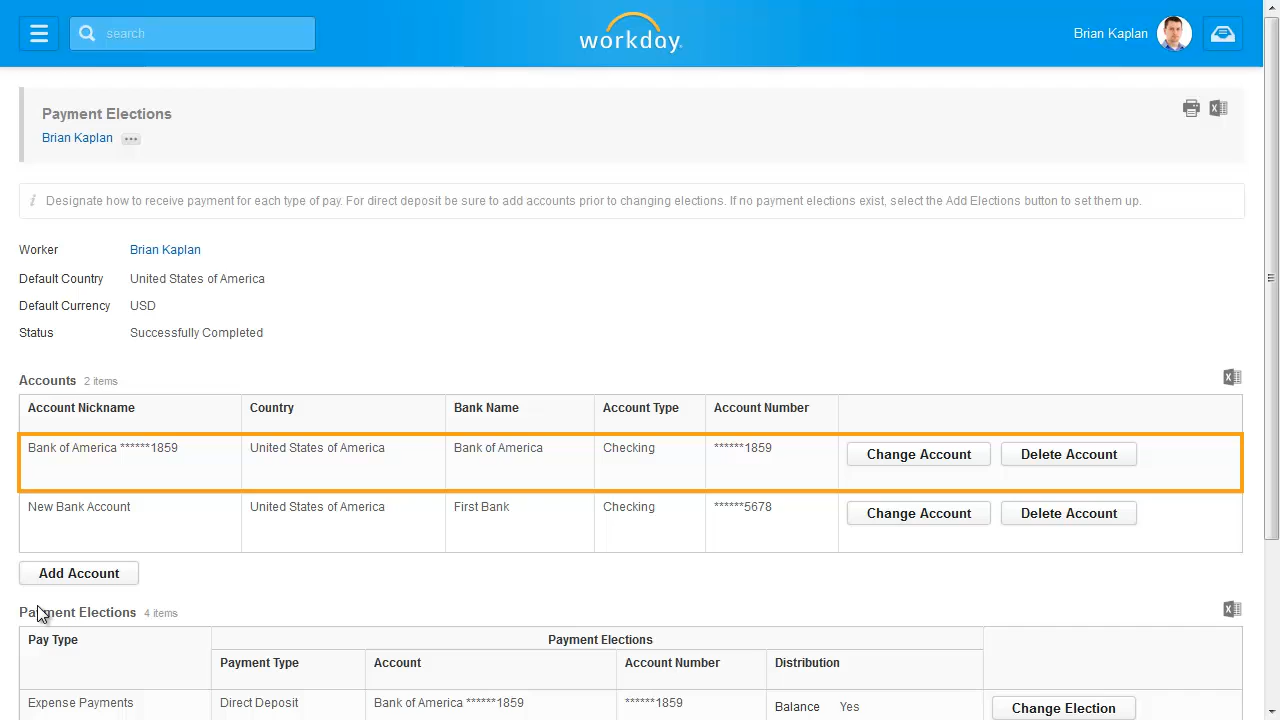 search
workday.
Brian Kaplan
Payment Elections
Brian Kaplan
Designate how to receive payment for each type of pay. For direct deposit be sure to add accounts prior to changing elections. If no payment elections exist, select the Add Elections button to set them up.
Worker Brian Kaplan
Default Country United States of America
Default Currency USD
Status Successfully Completed
Accounts 2 items
Account Nickname Country Bank Name Account Type Account Number
Bank of America ******1859 United States of America Bank of America Checking ******1859 Change Account Delete Account
New Bank Account United States of America First Bank Checking ******5678 Change Account Delete Account
Add Account
Payment Elections 4 items
Pay Type Payment Elections
Payment Type Account Account Number Distribution
Expense Payments Direct Deposit Bank of America ******1859 ******1859 Balance Yes Change Election